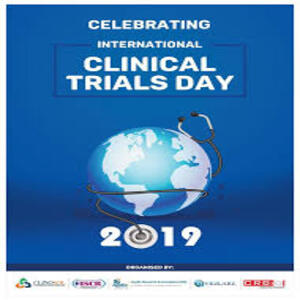 CELEBRATING
INTERNATIONAL
CLINICAL
TRIALS DAY
2019
ORGANISED BY: